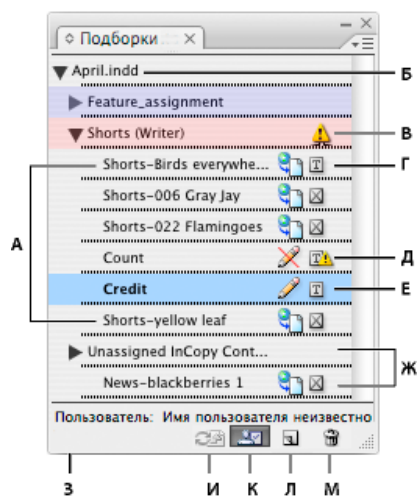 Подборки
April.indd
Б
Feature_assignment
Shorts (Writer)
В
Shorts-Birds everywhe...
Г
Shorts-006 Gray Jay
Shorts-022 Flamingoes
А
Count
Д
Credit
Е
Shorts-yellow leaf
Unassigned InCopy Cont...
Ж
News-blackberries 1
Пользователь: Имя пользователя неизвестно
З
И
К
Л
М